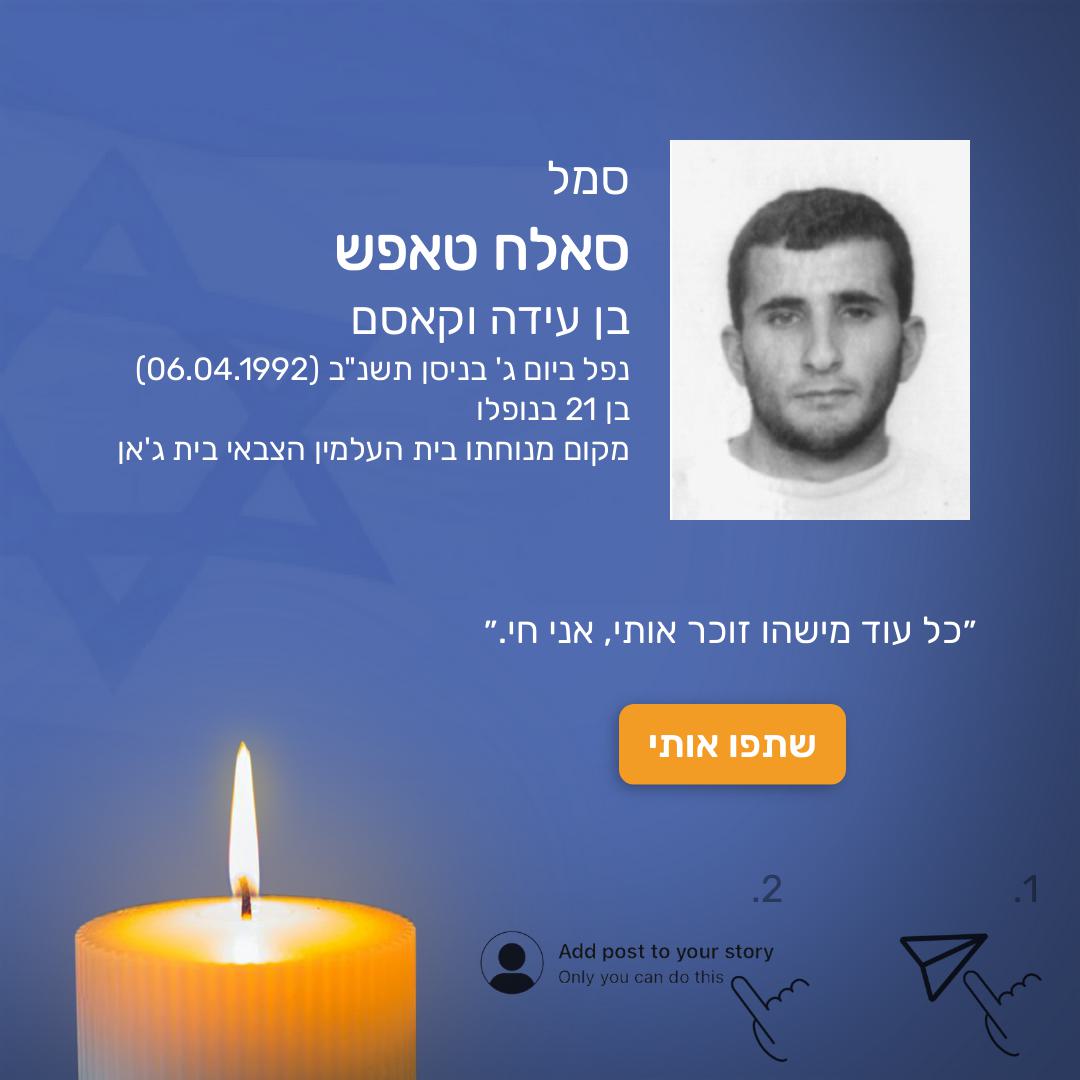 סמל
סאלח טאפש
בן עידה וקאסם
נפל ביום ג' בניסן תשנ"ב (06.04.1992)
בן 21 בנופלו
מקום מנוחתו בית העלמין הצבאי בית ג'אן
״כל עוד מישהו זוכר אותי, אני חי.״
שתפו אותי
1.
2.
Add post to your story
Only you can do this